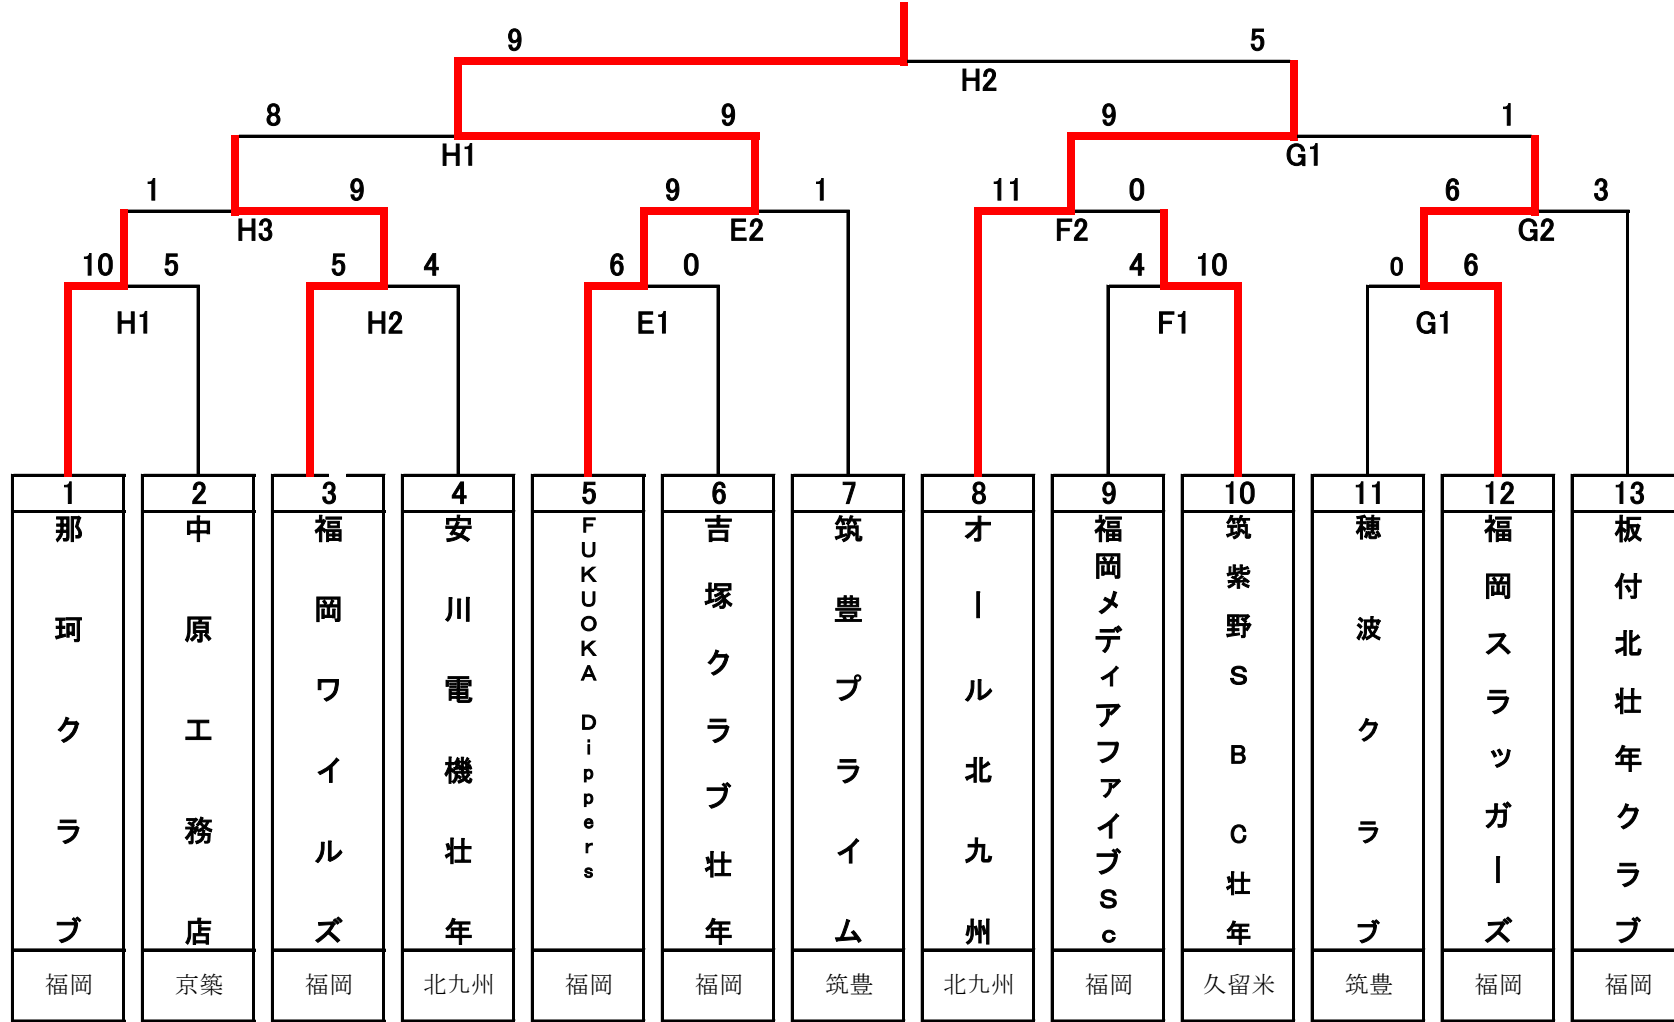 9 5
H2
8 9 9 1
H1 G1
1 9 9 1 11 0 6 3
H3 E2 F2 G2
10 5 5 4 6 0 4 10 0 6
H1 H2 E1 F1 G1
1 2 3 4 5 6 7 8 9 10 11 12 13
那珂クラブ
中原工務店
福岡ワイルズ
安川電機壮年
FUKUOKA Dippers
吉塚クラブ壮年
筑豊プライム
オール北九州
福岡メディアファイブSc
筑紫野SBC壮年
穂波クラブ
福岡スラッガーズ
板付北壮年クラブ
福岡 京築 福岡 北九州 福岡 福岡 筑豊 北九州 福岡 久留米 筑豊 福岡 福岡